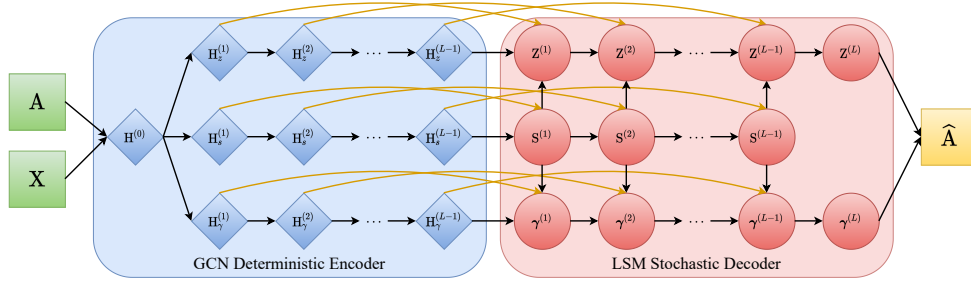 H_z^{(1)} H_z^{(2)} ... H_z^{(L-1)} Z^{(1)} Z^{(2)} ... Z^{(L-1)} Z^{(L)}
A
X
H^{(0)} H_s^{(1)} H_s^{(2)} ... H_s^{(L-1)} S^{(1)} S^{(2)} ... S^{(L-1)}
Â
H_γ^{(1)} H_γ^{(2)} ... H_γ^{(L-1)} γ^{(1)} γ^{(2)} ... γ^{(L-1)} γ^{(L)}
GCN Deterministic Encoder LSM Stochastic Decoder